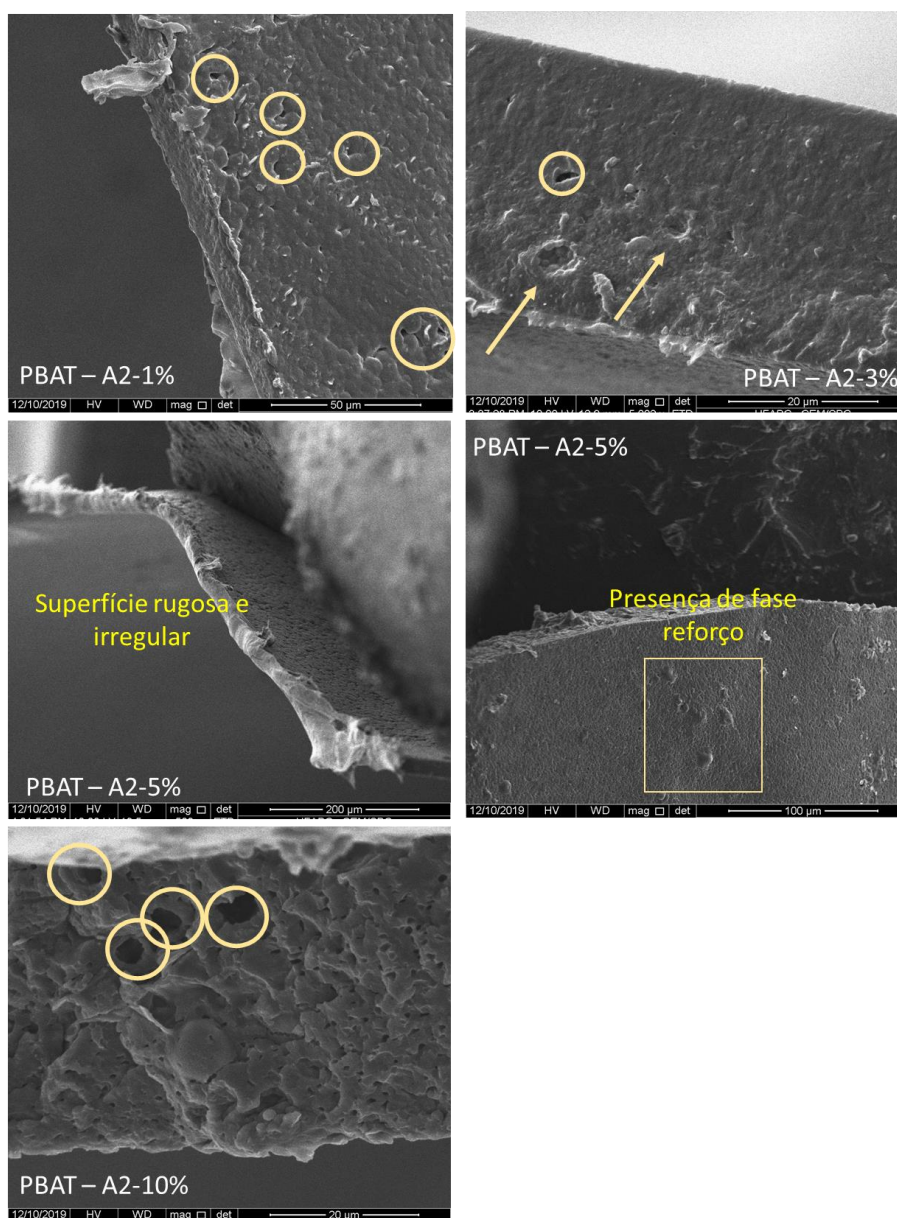 PBAT – A2-1%
12/10/2019 HV WD mag det 50 µm
PBAT – A2-3%
12/10/2019 HV WD mag det 20 µm
Superfície rugosa e
irregular
PBAT – A2-5%
12/10/2019 HV WD mag det 200 µm
PBAT – A2-5%
Presença de fase
reforço
12/10/2019 HV WD mag det 100 µm
PBAT – A2-10%
12/10/2019 HV WD mag det 20 µm